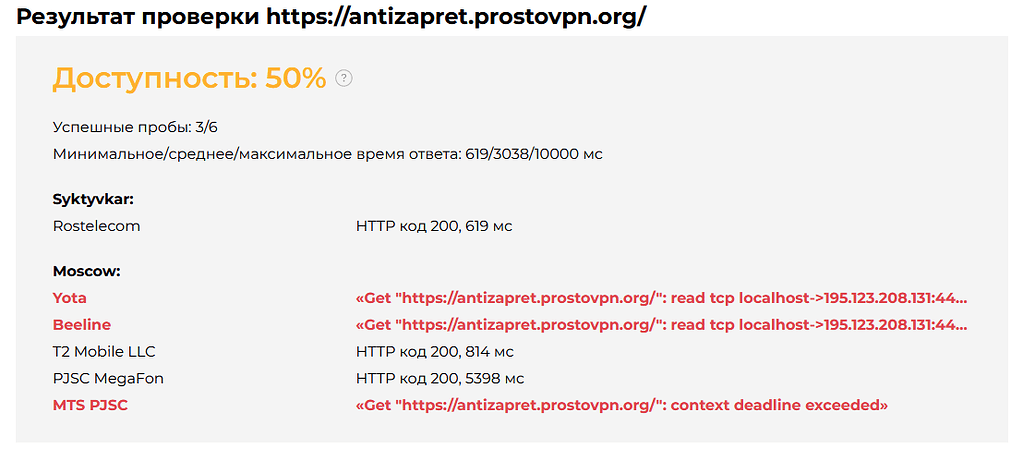 Результат проверки https://antizapret.prostovpn.org/
Доступность: 50% ?
Успешные пробы: 3/6
Минимальное/среднее/максимальное время ответа: 619/3038/10000 мс
Syktyvkar:
Rostelecom HTTP код 200, 619 мс
Moscow:
Yota «Get "https://antizapret.prostovpn.org/": read tcp localhost->195.123.208.131:44...
Beeline «Get "https://antizapret.prostovpn.org/": read tcp localhost->195.123.208.131:44...
T2 Mobile LLC HTTP код 200, 814 мс
PJSC MegaFon HTTP код 200, 5398 мс
MTS PJSC «Get "https://antizapret.prostovpn.org/": context deadline exceeded»